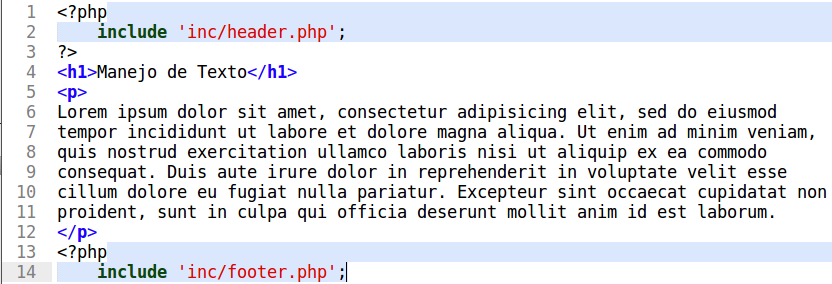 1 <?php
2     include 'inc/header.php';
3 ?>
4 <h1>Manejo de Texto</h1>
5 <p>
6 Lorem ipsum dolor sit amet, consectetur adipisicing elit, sed do eiusmod
7 tempor incididunt ut labore et dolore magna aliqua. Ut enim ad minim veniam,
8 quis nostrud exercitation ullamco laboris nisi ut aliquip ex ea commodo
9 consequat. Duis aute irure dolor in reprehenderit in voluptate velit esse
10 cillum dolore eu fugiat nulla pariatur. Excepteur sint occaecat cupidatat non
11 proident, sunt in culpa qui officia deserunt mollit anim id est laborum.
12 </p>
13 <?php
14     include 'inc/footer.php';